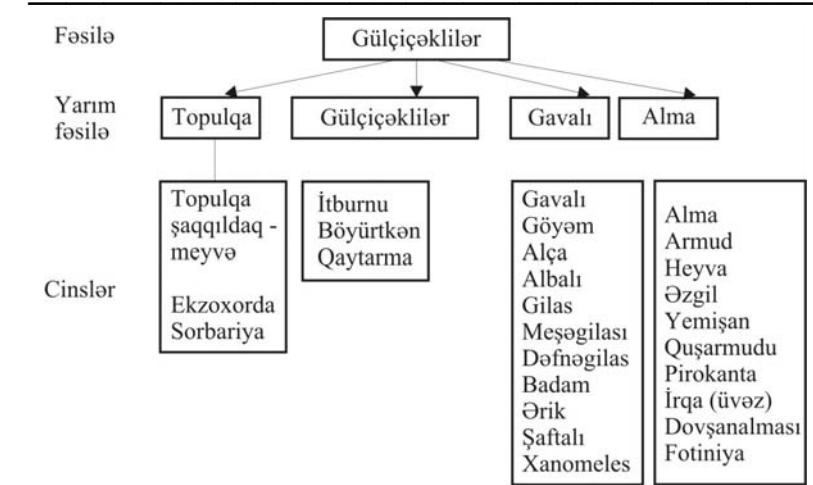 Fəsilə
Gülçiçəklilər
Yarım
fəsilə
Topulqa
Gülçiçəklilər
Gavalı
Alma
Cinslər
Topulqa
şaqqıldaq -
meyvə
Ekzoxorda
Sorbariya
İtburnu
Böyürtkən
Qaytarma
Gavalı
Göyəm
Alça
Albalı
Gilas
Meşəgilası
Dəfnəgilas
Badam
Ərik
Şaftalı
Xanomeles
Alma
Armud
Heyva
Əzgil
Yemişan
Quşarmudu
Pirokanta
İrqa (üvəz)
Dovşanalması
Fotiniya